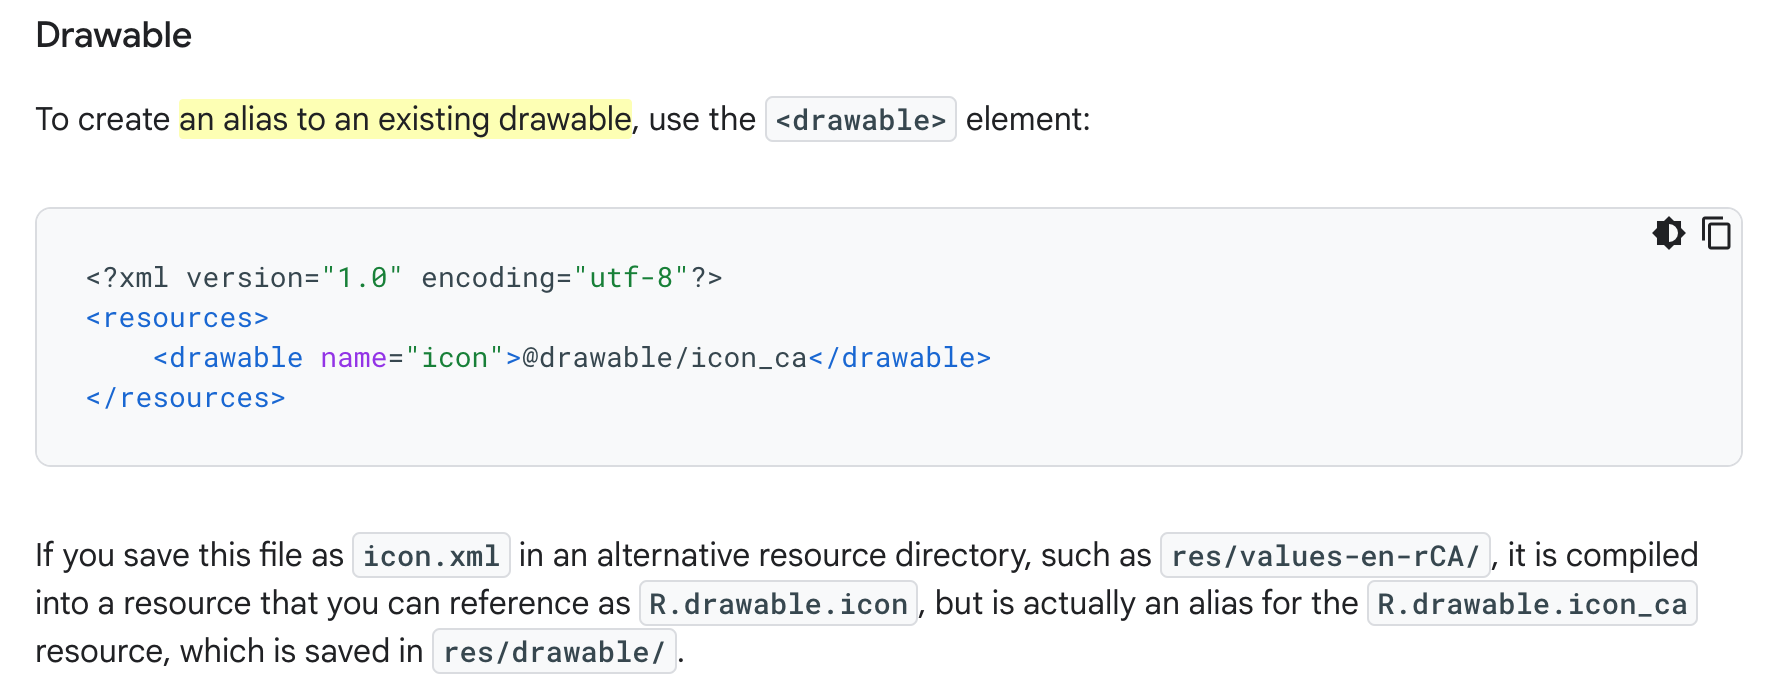 Drawable
To create an alias to an existing drawable, use the <drawable> element:
<?xml version="1.0" encoding="utf-8"?>
<resources>
    <drawable name="icon">@drawable/icon_ca</drawable>
</resources>
If you save this file as icon.xml in an alternative resource directory, such as res/values-en-rCA/, it is compiled
into a resource that you can reference as R.drawable.icon, but is actually an alias for the R.drawable.icon_ca
resource, which is saved in res/drawable/.